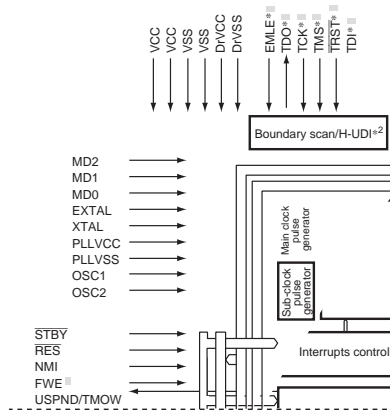 VCC
VCC
VSS
VSS
DrVCC
DrVSS
EMLE*
TDO*
TCK*
TMS*
TRST*
TDI*
Boundary scan/H-UDI*2
MD2
MD1
MD0
EXTAL
XTAL
PLLVCC
PLLVSS
OSC1
OSC2
Main clock
pulse
generator
Sub-clock
pulse
generator
STBY
RES
NMI
FWE
USPND/TMOW
Interrupts control